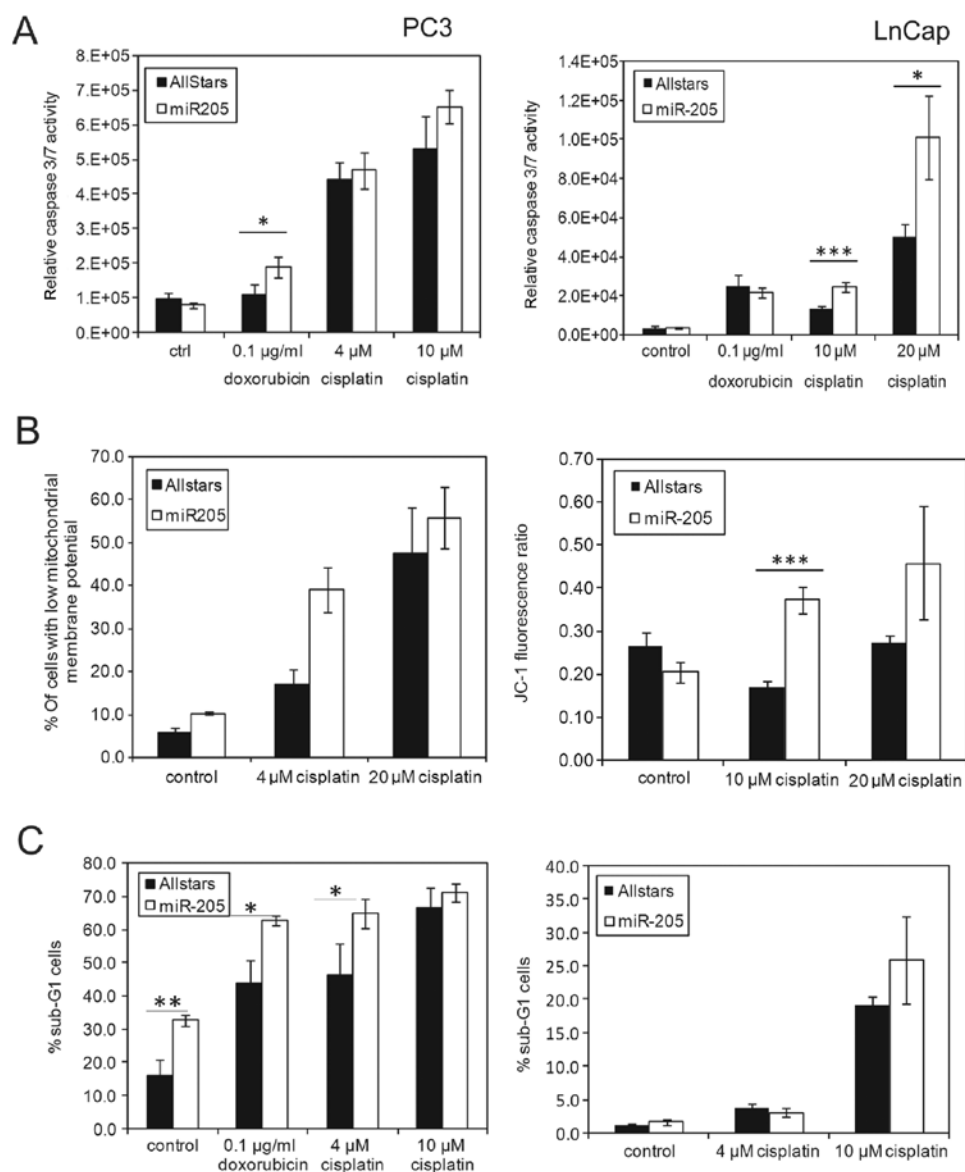 A
PC3
LnCap
Relative caspase 3/7 activity
8.E+05
7.E+05
6.E+05
5.E+05
4.E+05
3.E+05
2.E+05
1.E+05
0.E+00
AllStars
miR205
*
ctrl
0.1 µg/ml
4 µM
10 µM
doxorubicin
cisplatin
cisplatin
Relative caspase 3/7 activity
1.4E+05
1.2E+05
1.0E+05
8.0E+04
6.0E+04
4.0E+04
2.0E+04
0.0E+00
Allstars
miR-205
***
*
control
0.1 µg/ml
10 µM
20 µM
doxorubicin
cisplatin
cisplatin
B
% Of cells with low mitochondrial
membrane potential
70.0
60.0
50.0
40.0
30.0
20.0
10.0
0.0
Allstars
miR205
control
4 µM cisplatin
20 µM cisplatin
JC-1 fluorescence ratio
0.70
0.60
0.50
0.40
0.30
0.20
0.10
0.00
Allstars
miR-205
***
control
10 µM cisplatin
20 µM cisplatin
C
% sub-G1 cells
80.0
70.0
60.0
50.0
40.0
30.0
20.0
10.0
0.0
Allstars
miR-205
**
*
*
control
0.1 µg/ml
4 µM
10 µM
doxorubicin
cisplatin
cisplatin
% sub-G1 cells
40.0
35.0
30.0
25.0
20.0
15.0
10.0
5.0
0.0
Allstars
miR-205
control
4 µM cisplatin
10 µM cisplatin